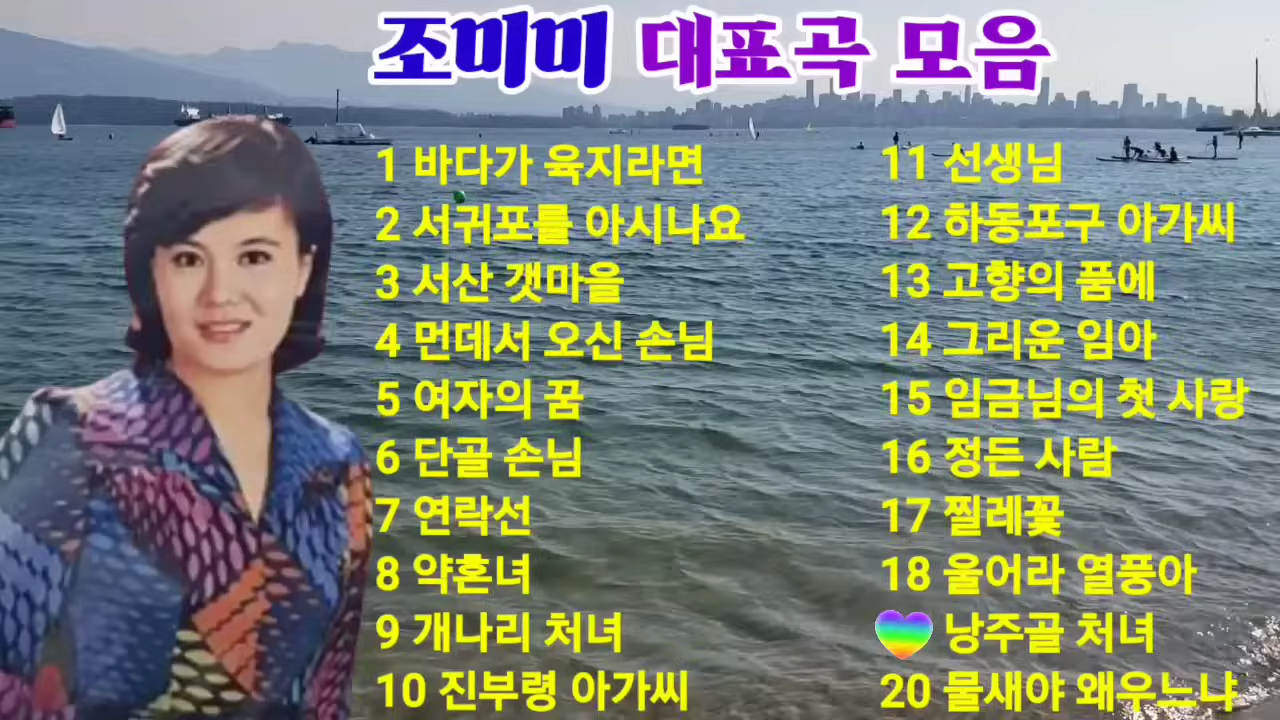 조미미 대표곡 모음
1 바다가 육지라면
2 서귀포를 아시나요
3 서산 갯마을
4 먼데서 오신 손님
5 여자의 꿈
6 단골 손님
7 연락선
8 약혼녀
9 개나리 처녀
10 진부령 아가씨
11 선생님
12 하동포구 아가씨
13 고향의 품에
14 그리운 임아
15 임금님의 첫 사랑
16 정든 사람
17 찔레꽃
18 울어라 열풍아
낭주골 처녀
20 물새야 왜우느냐